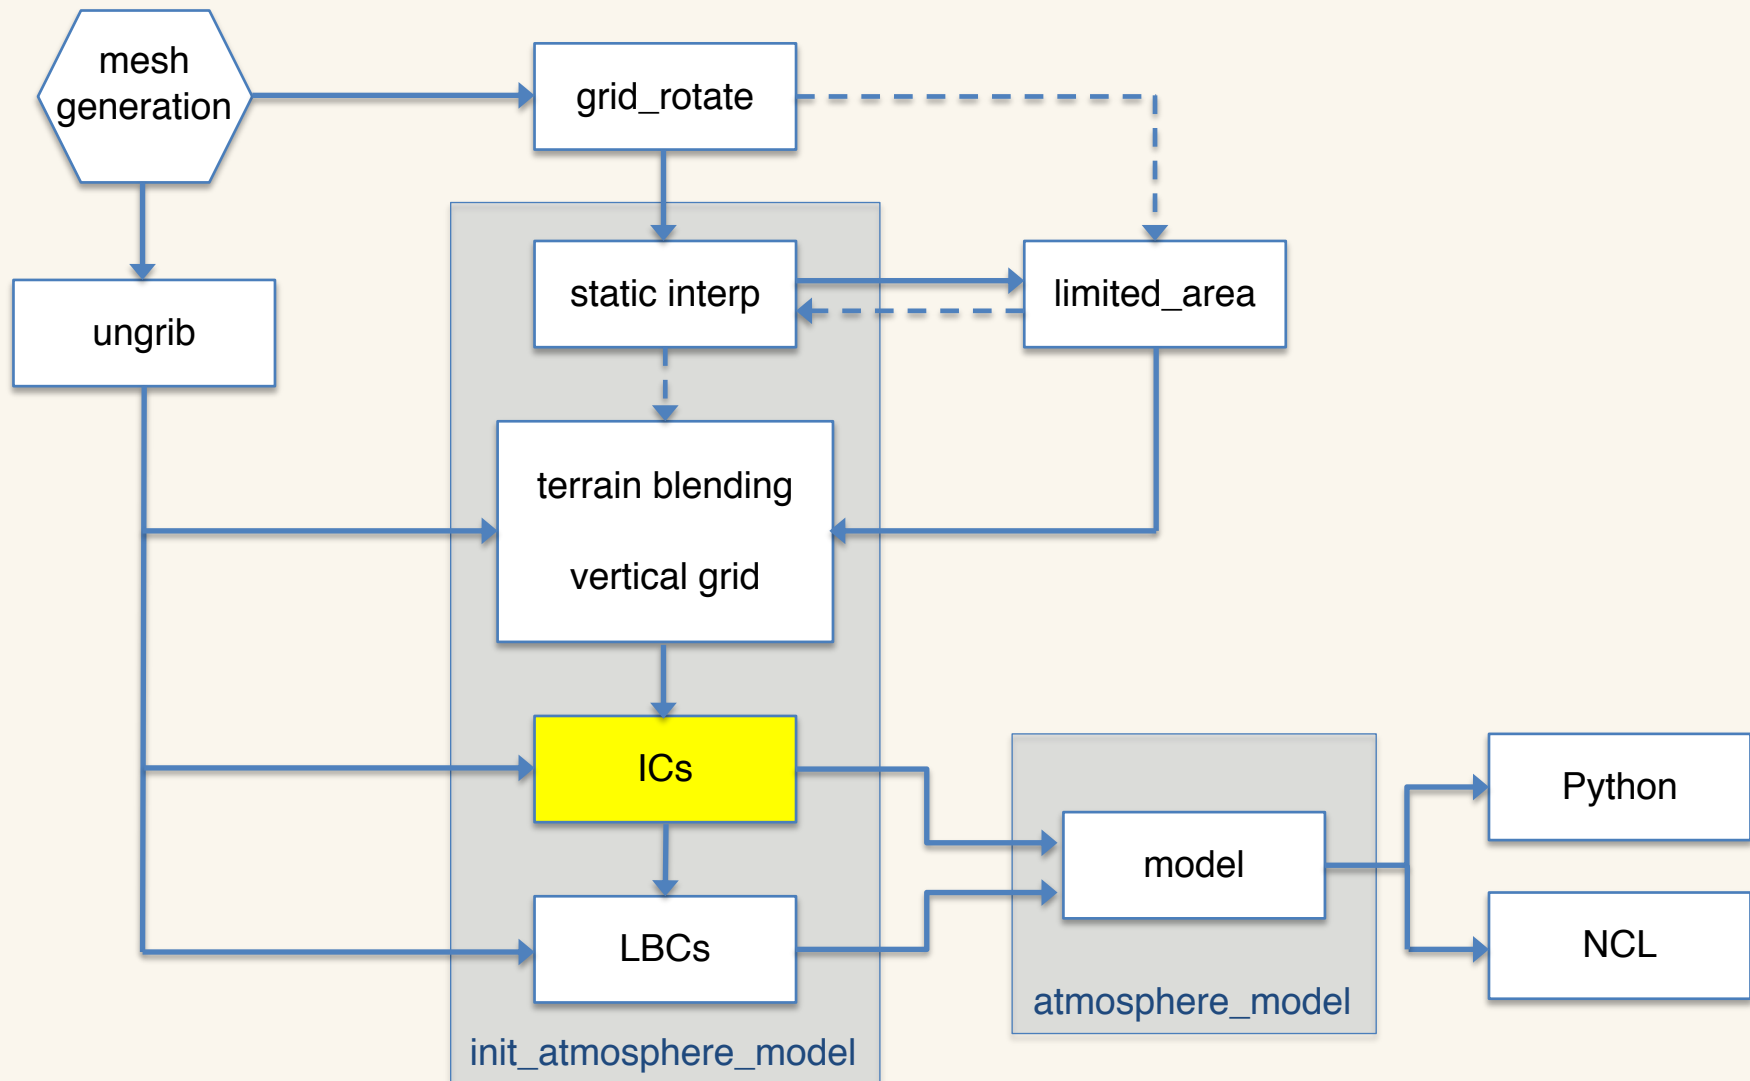 mesh
generation
grid_rotate
static interp
limited_area
ungrib
terrain blending
vertical grid
ICs
Python
model
LBCs
NCL
atmosphere_model
init_atmosphere_model